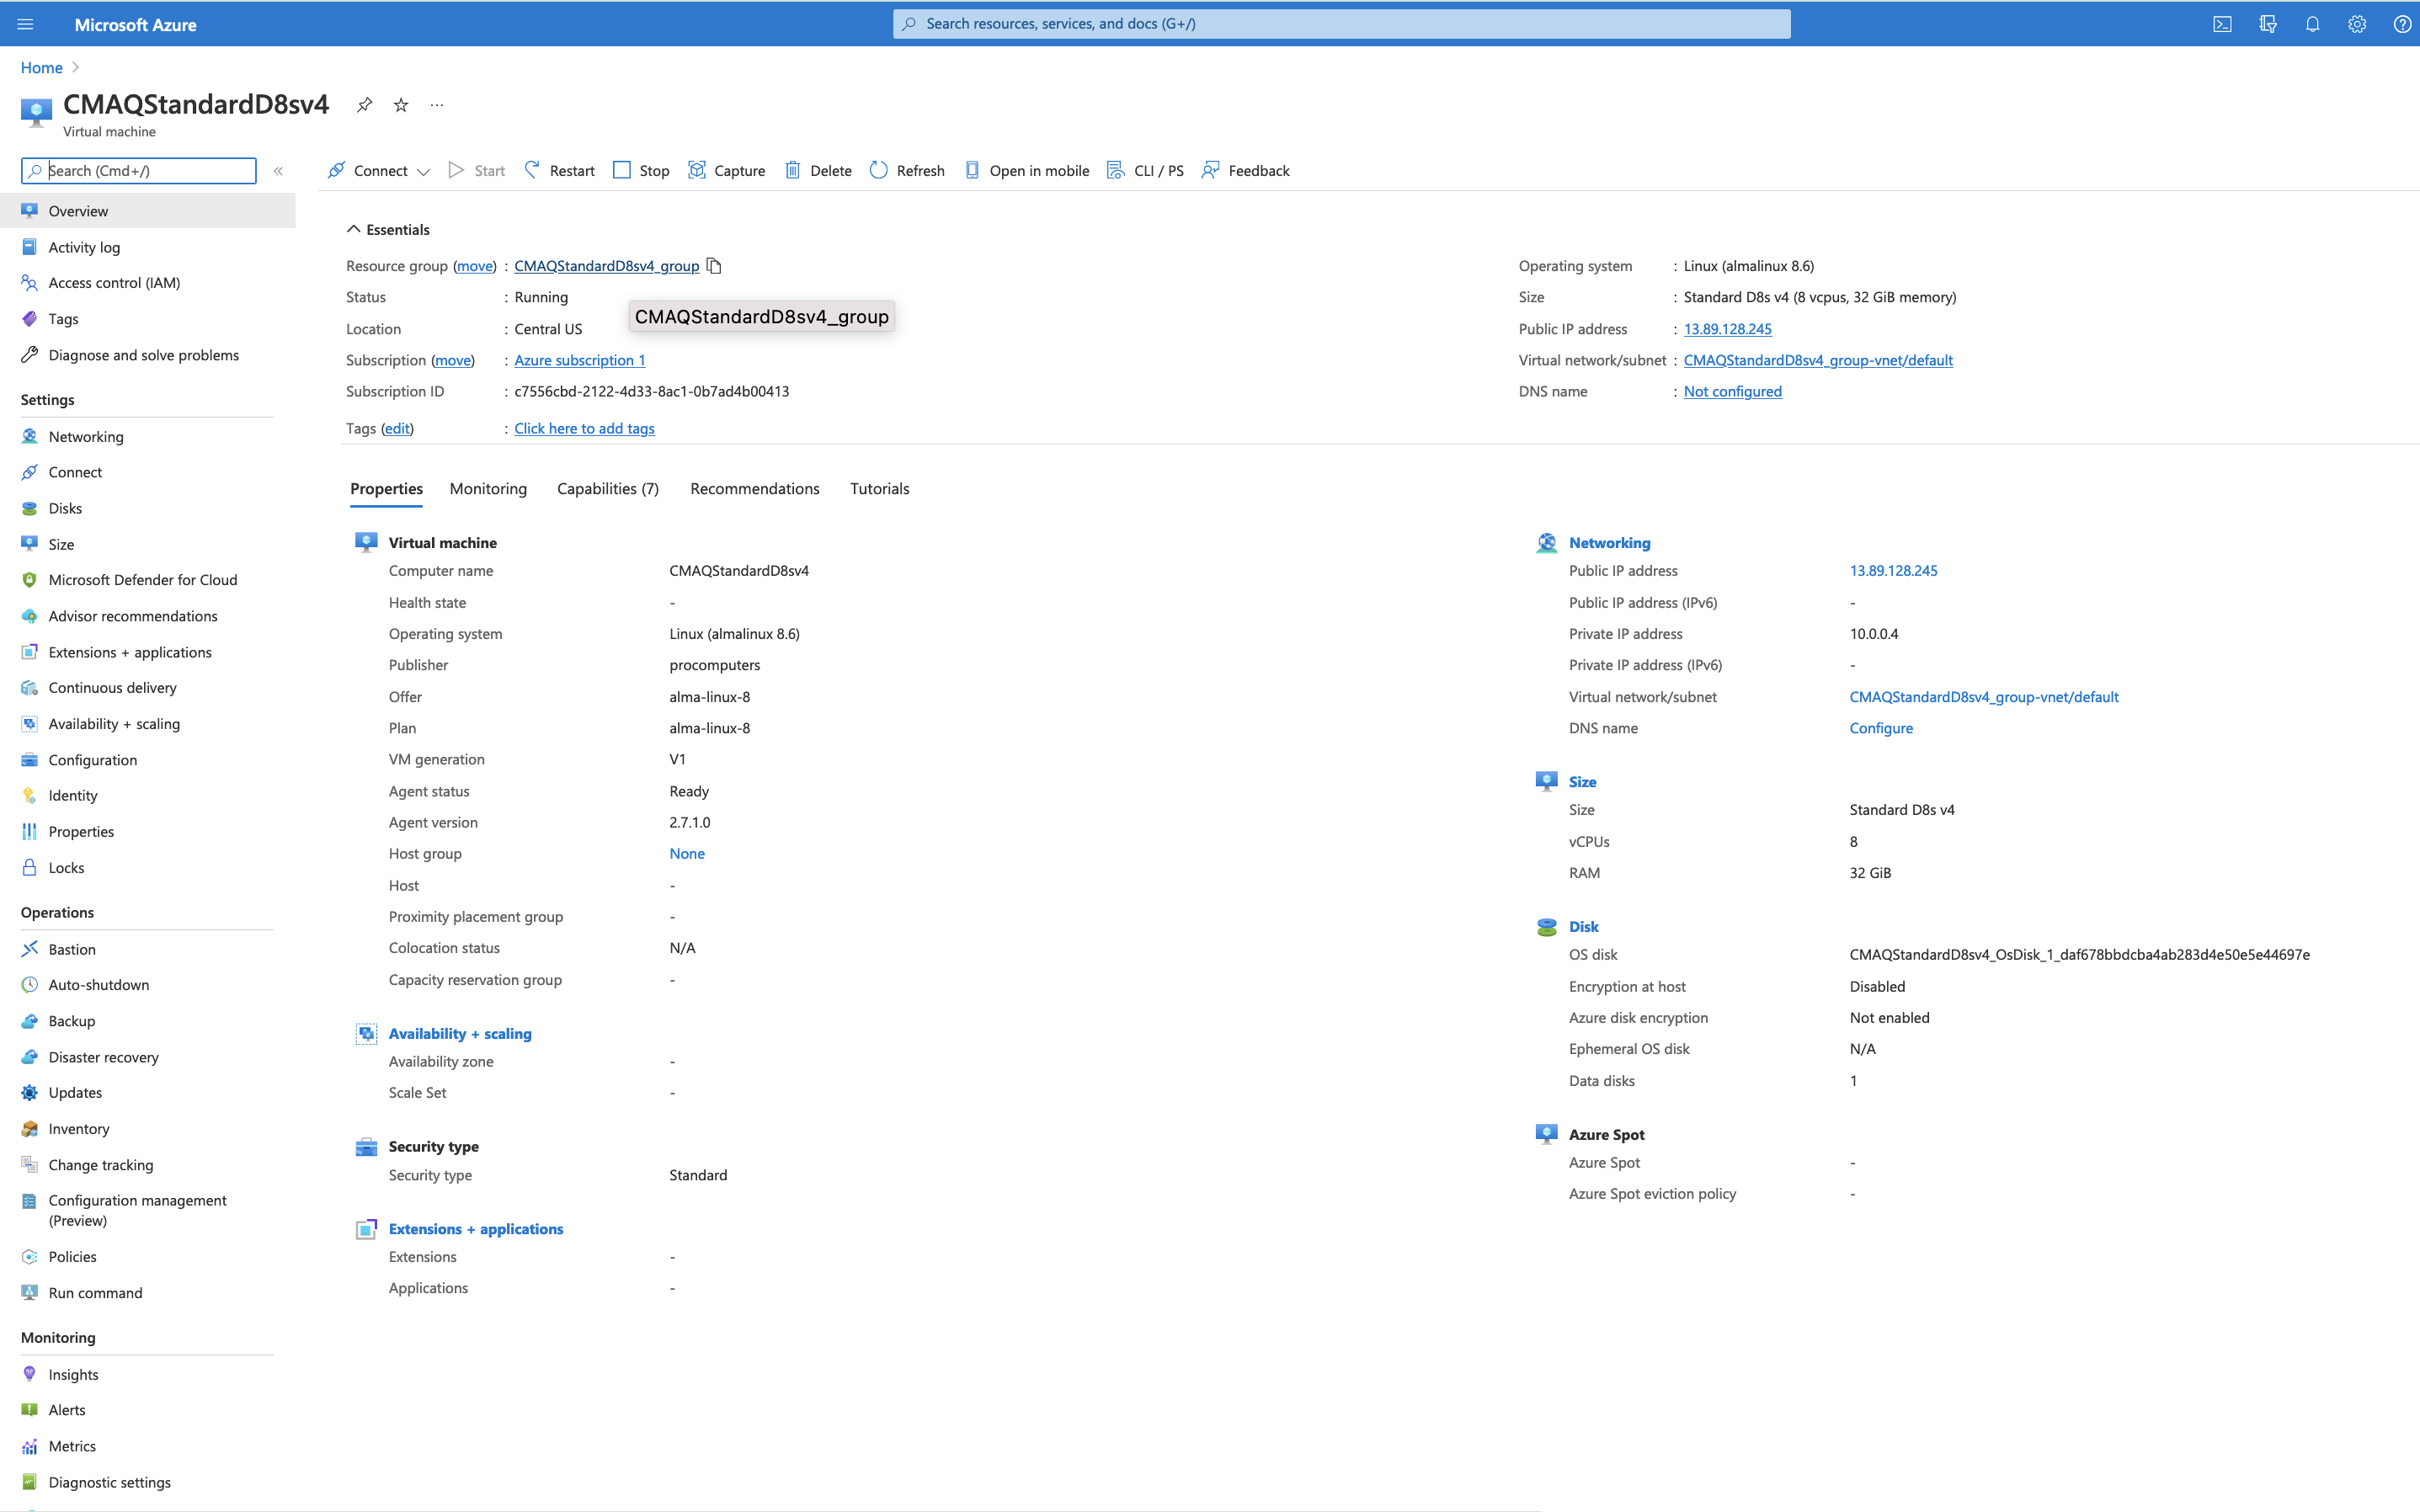 Microsoft Azure
Search resources, services, and docs (G+/)
Home
CMAQStandardD8sv4
Virtual machine
Search (Cmd+/)
Connect Start Restart Stop Capture Delete Refresh Open in mobile CLI / PS Feedback
Overview
Activity log
Access control (IAM)
Tags
Diagnose and solve problems
Settings
Networking
Connect
Disks
Size
Microsoft Defender for Cloud
Advisor recommendations
Extensions + applications
Continuous delivery
Availability + scaling
Configuration
Identity
Properties
Locks
Operations
Bastion
Auto-shutdown
Backup
Disaster recovery
Updates
Inventory
Change tracking
Configuration management
(Preview)
Policies
Run command
Monitoring
Insights
Alerts
Metrics
Diagnostic settings
Essentials
Resource group (move) : CMAQStandardD8sv4_group
Status : Running
CMAQStandardD8sv4_group
Location : Central US
Subscription (move) : Azure subscription 1
Subscription ID : c7556cbd-2122-4d33-8ac1-0b7ad4b00413
Tags (edit) : Click here to add tags
Operating system : Linux (almalinux 8.6)
Size : Standard D8s v4 (8 vcpus, 32 GiB memory)
Public IP address : 13.89.128.245
Virtual network/subnet : CMAQStandardD8sv4_group-vnet/default
DNS name : Not configured
Properties Monitoring Capabilities (7) Recommendations Tutorials
Virtual machine
Computer name CMAQStandardD8sv4
Health state -
Operating system Linux (almalinux 8.6)
Publisher procomputers
Offer alma-linux-8
Plan alma-linux-8
VM generation V1
Agent status Ready
Agent version 2.7.1.0
Host group None
Host -
Proximity placement group -
Colocation status N/A
Capacity reservation group -
Availability + scaling
Availability zone -
Scale Set -
Security type
Security type Standard
Extensions + applications
Extensions -
Applications -
Networking
Public IP address 13.89.128.245
Public IP address (IPv6) -
Private IP address 10.0.0.4
Private IP address (IPv6) -
Virtual network/subnet CMAQStandardD8sv4_group-vnet/default
DNS name Configure
Size
Size Standard D8s v4
vCPUs 8
RAM 32 GiB
Disk
OS disk CMAQStandardD8sv4_OsDisk_1_daf678bbdcba4ab283d4e50e5e44697e
Encryption at host Disabled
Azure disk encryption Not enabled
Ephemeral OS disk N/A
Data disks 1
Azure Spot
Azure Spot -
Azure Spot eviction policy -